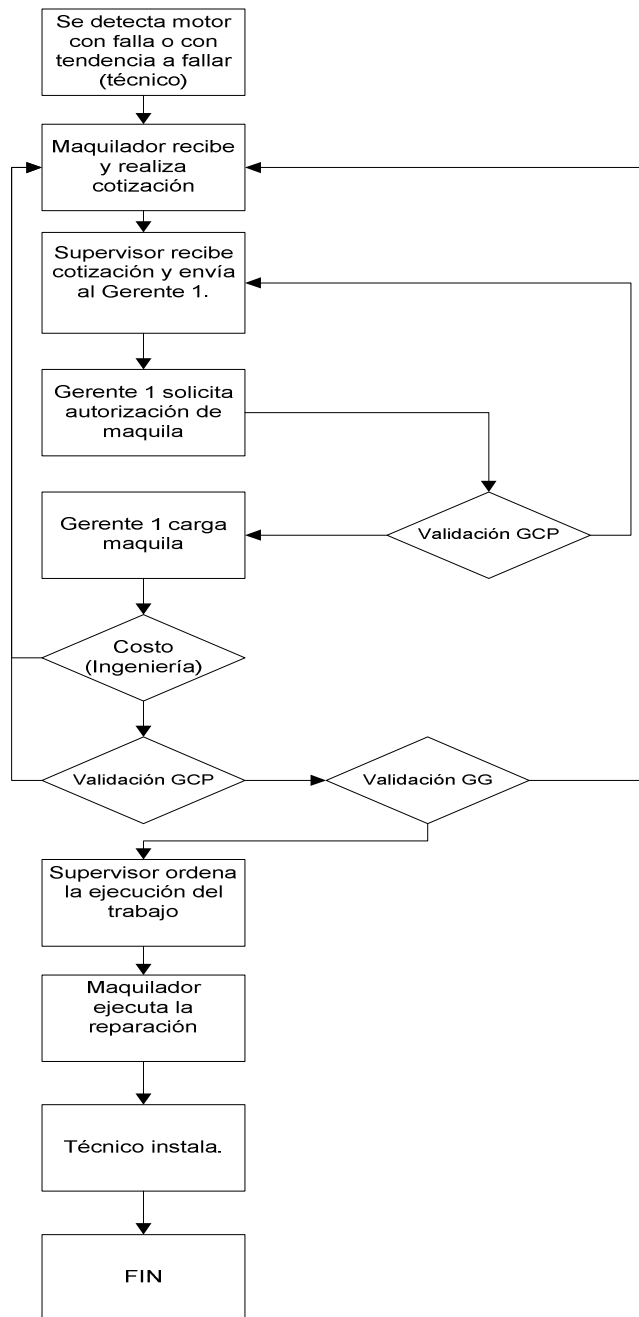 Se detecta motor
con falla o con
tendencia a fallar
(técnico)
Maquilador recibe
y realiza
cotización
Supervisor recibe
cotización y envía
al Gerente 1.
Gerente 1 solicita
autorización de
maquila
Gerente 1 carga
maquila
Validación GCP
Costo
(Ingeniería)
Validación GCP
Validación GG
Supervisor ordena
la ejecución del
trabajo
Maquilador
ejecuta la
reparación
Técnico instala.
FIN